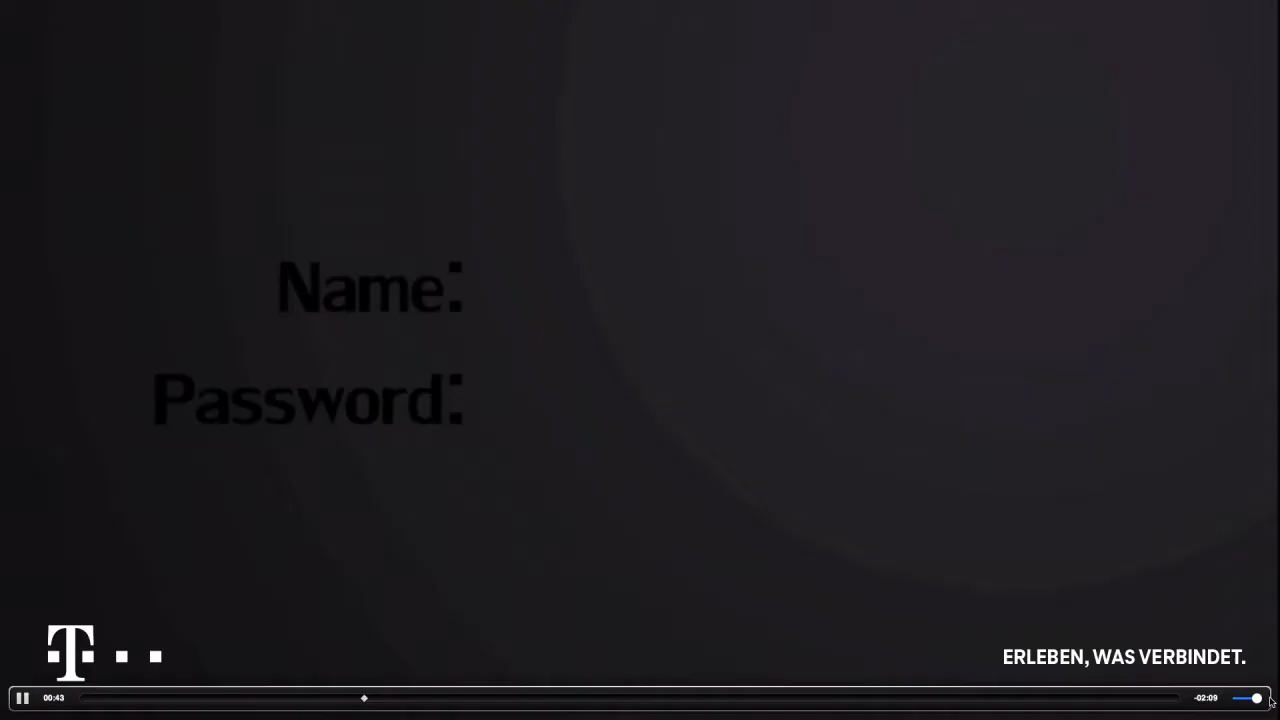 Name:
Password:
T
ERLEBEN, WAS VERBINDET.
00:43
-02:09